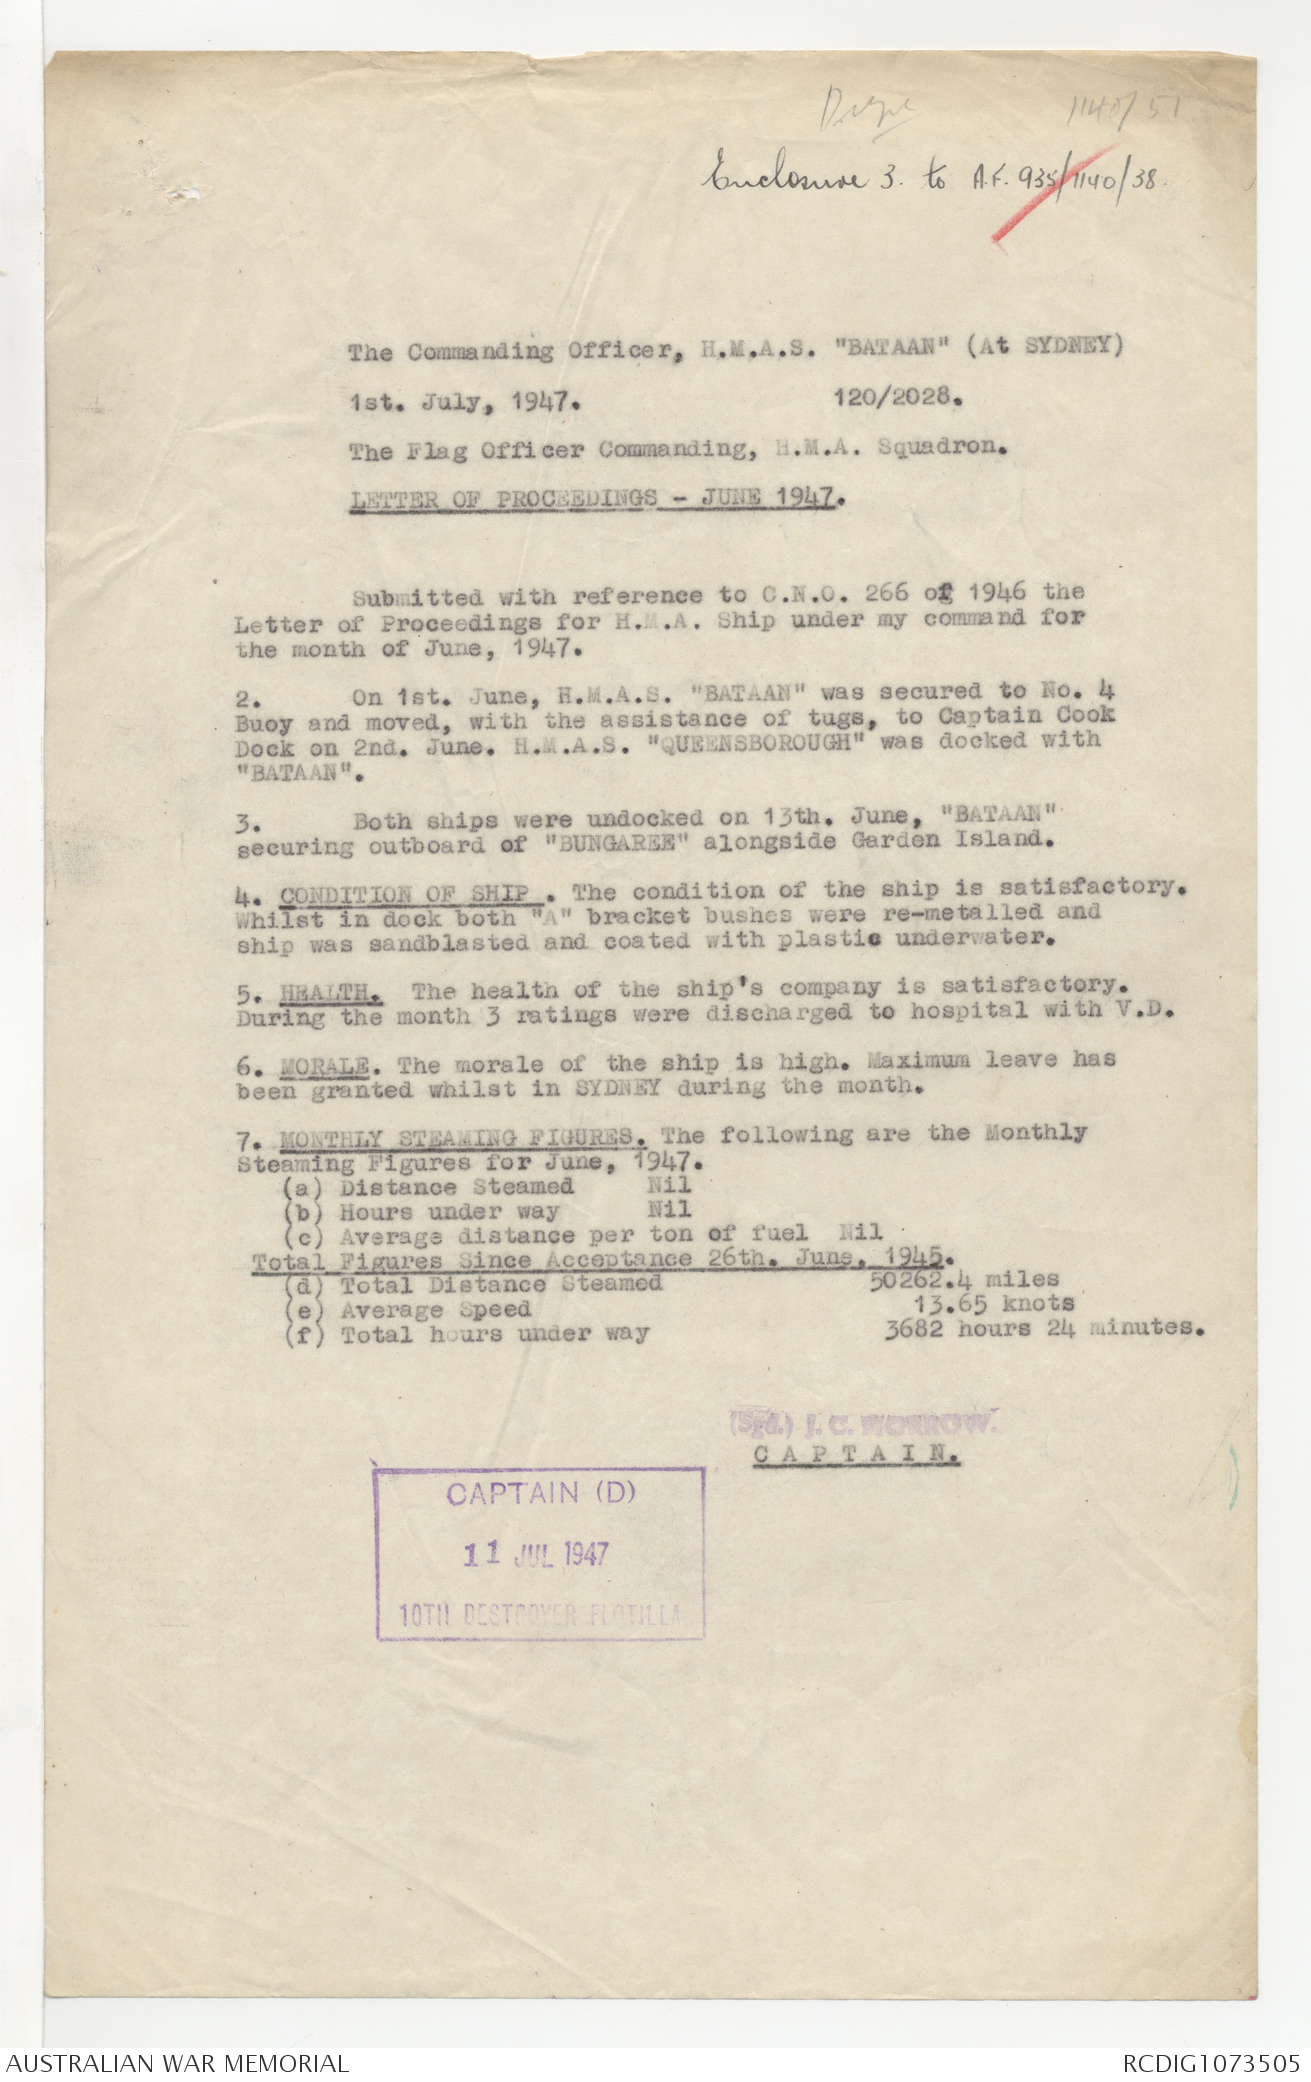 1140/51
Enclosure 3. to A.F. 935/1140/38.
The Commanding Officer, H.M.A.S. "BATAAN" (At SYDNEY)
1st. July, 1947. 120/2028.
The Flag Officer Commanding, H.M.A. Squadron.
LETTER OF PROCEEDINGS - JUNE 1947.
Submitted with reference to C.N.O. 266 of 1946 the
Letter of Proceedings for H.M.A. Ship under my command for
the month of June, 1947.
2. On 1st. June, H.M.A.S. "BATAAN" was secured to No. 4
Buoy and moved, with the assistance of tugs, to Captain Cook
Dock on 2nd. June. H.M.A.S. "QUEENSBOROUGH" was docked with
"BATAAN".
3. Both ships were undocked on 13th. June, "BATAAN"
securing outboard of "BUNGAREE" alongside Garden Island.
4. CONDITION OF SHIP . The condition of the ship is satisfactory.
Whilst in dock both "A" bracket bushes were re-metalled and
ship was sandblasted and coated with plastic underwater.
5. HEALTH. The health of the ship's company is satisfactory.
During the month 3 ratings were discharged to hospital with V.D.
6. MORALE. The morale of the ship is high. Maximum leave has
been granted whilst in SYDNEY during the month.
7. MONTHLY STEAMING FIGURES. The following are the Monthly
Steaming Figures for June, 1947.
(a) Distance Steamed Nil
(b) Hours under way Nil
(c) Average distance per ton of fuel Nil
Total Figures Since Acceptance 26th. June, 1945.
(d) Total Distance Steamed 50262.4 miles
(e) Average Speed 13.65 knots
(f) Total hours under way 3682 hours 24 minutes.
(Sgd.) J. C. MORROW.
C A P T A I N.
CAPTAIN (D)
11 JUL 1947
10TH DESTROYER FLOTILLA
AUSTRALIAN WAR MEMORIAL
RCDIG1073505